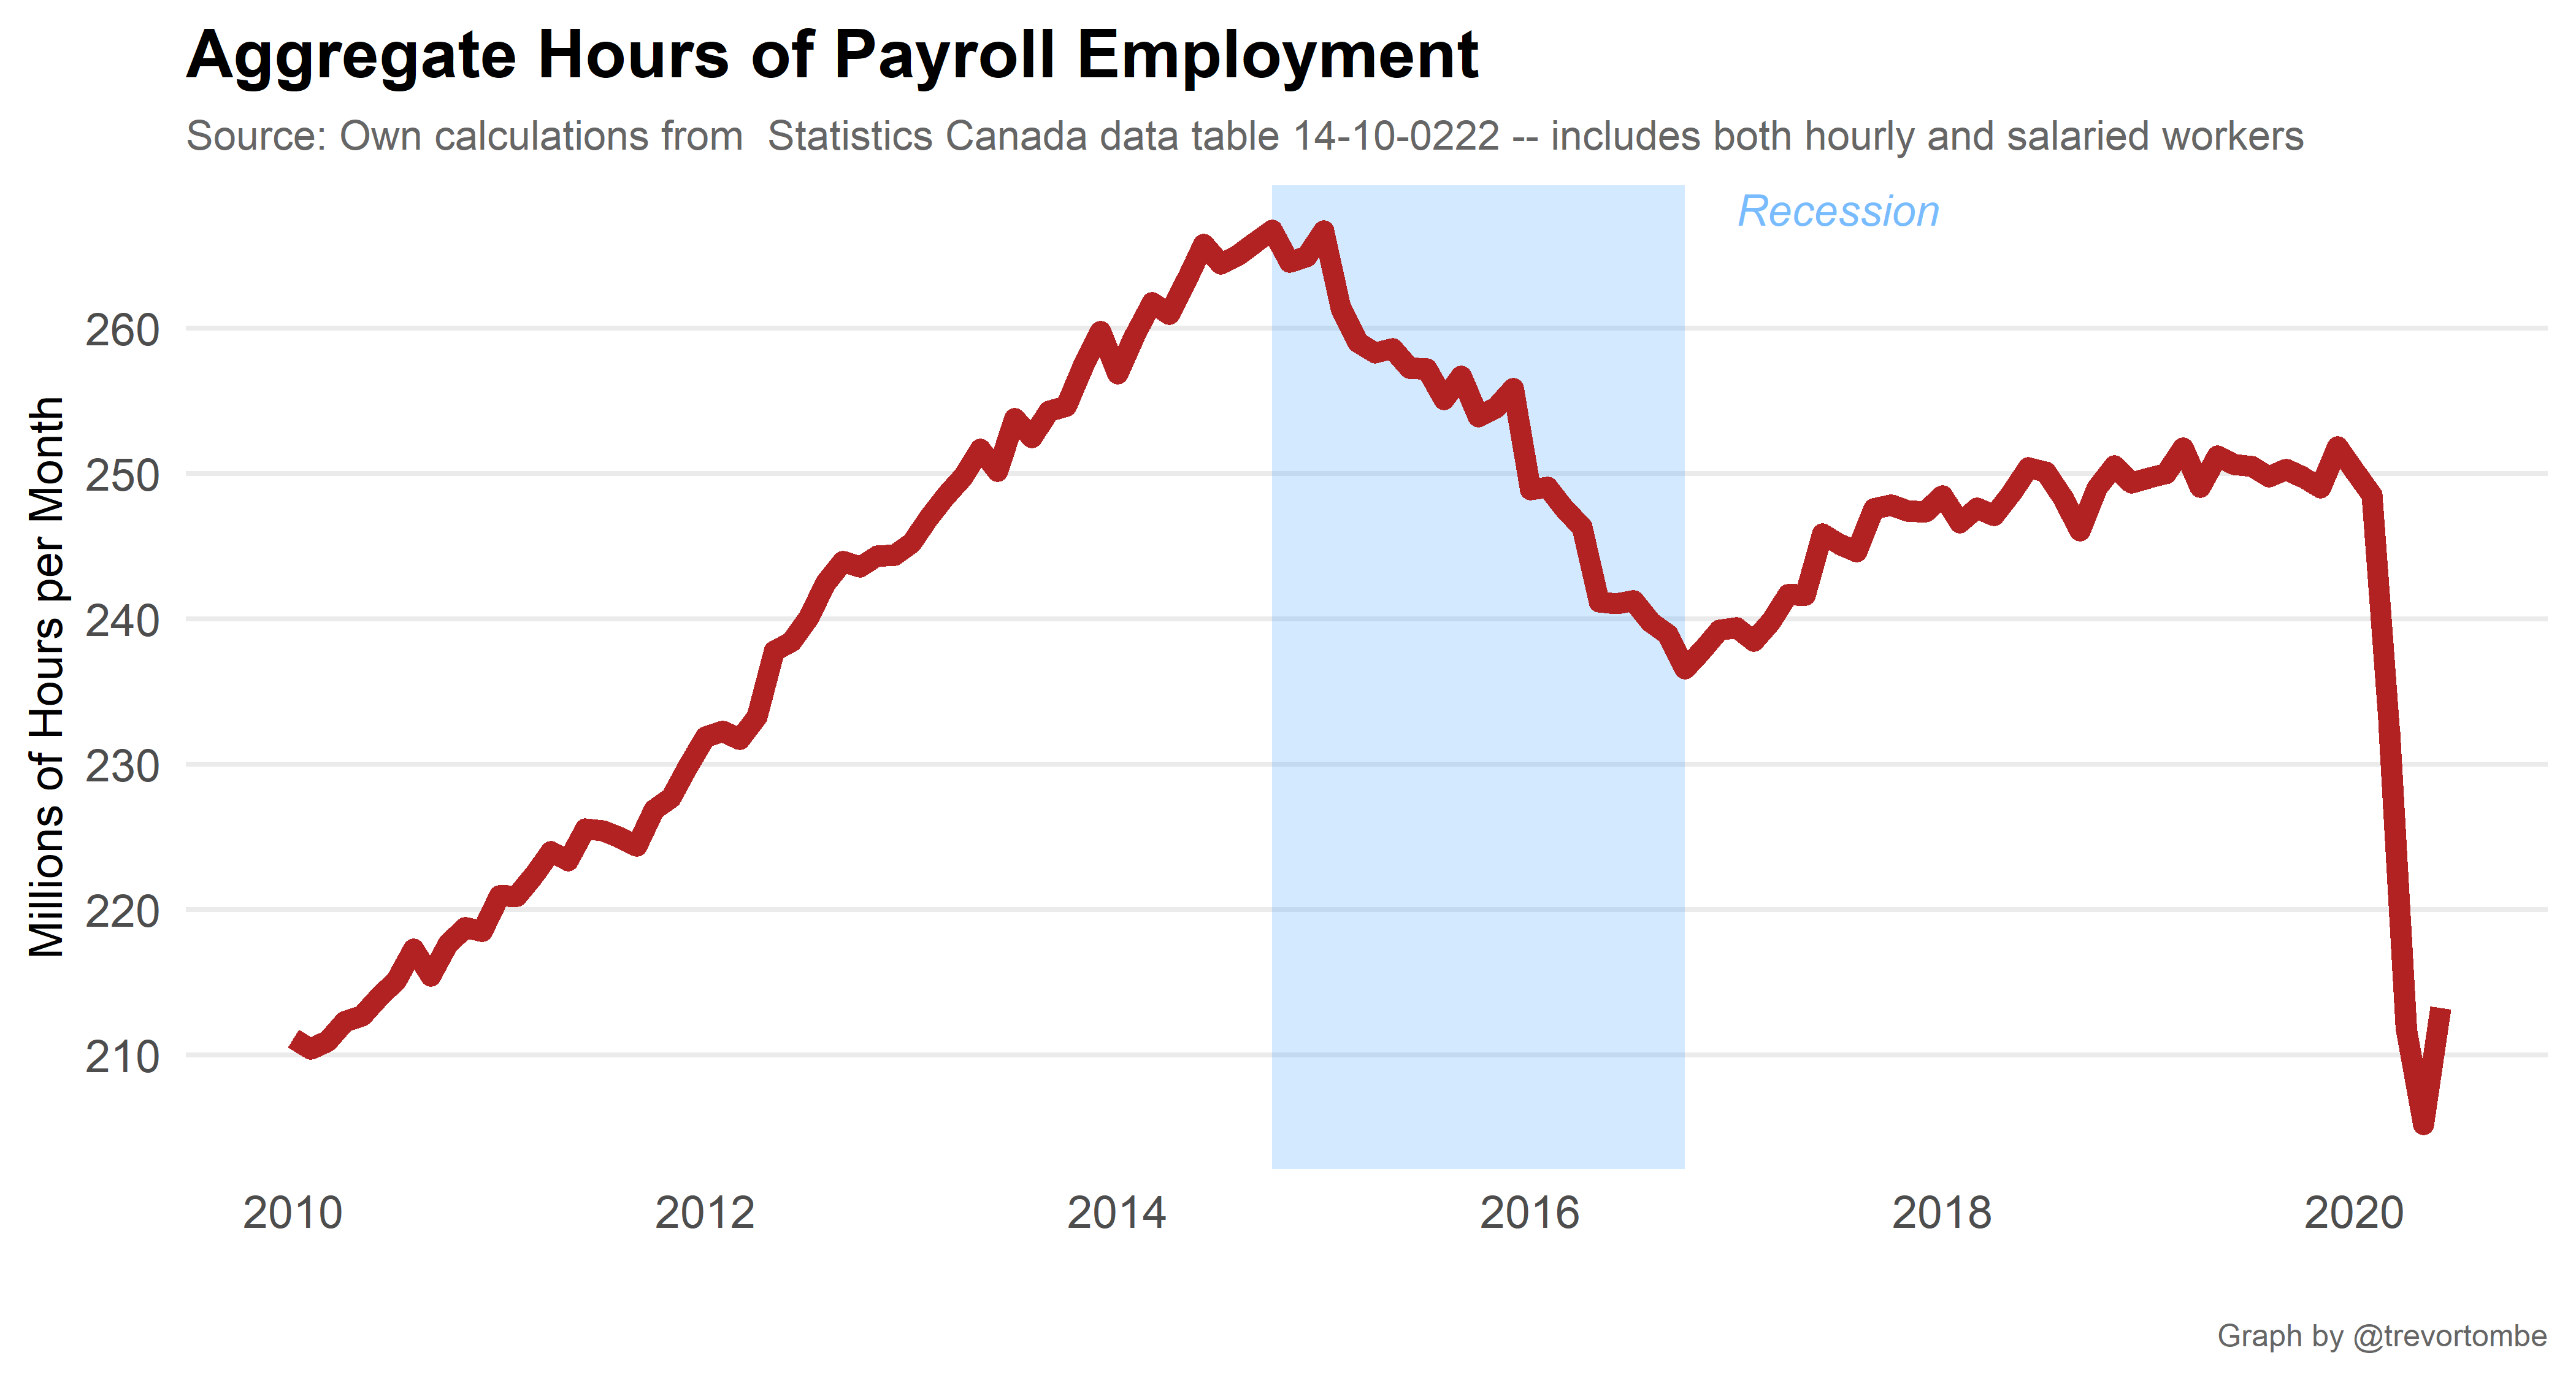 Aggregate Hours of Payroll Employment
Source: Own calculations from  Statistics Canada data table 14-10-0222 -- includes both hourly and salaried workers
Recession
Millions of Hours per Month
260
250
240
230
220
210
2010
2012
2014
2016
2018
2020
Graph by @trevortombe